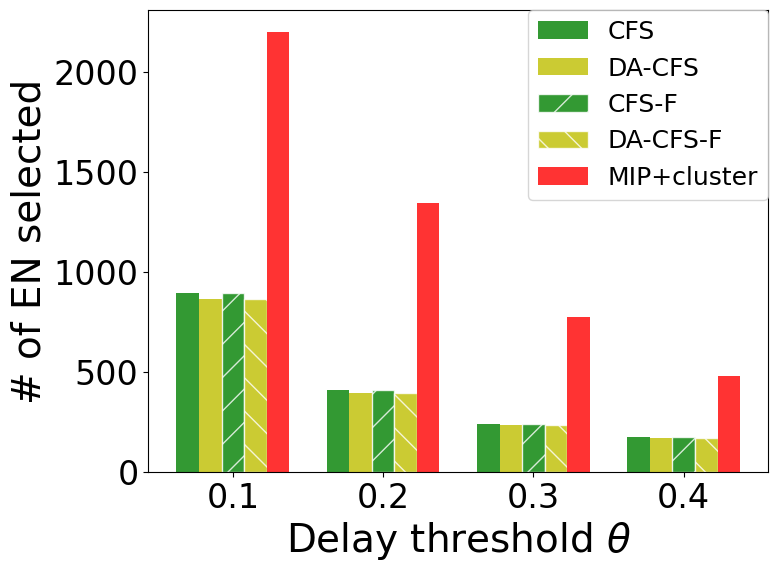 # of EN selected
2000
1500
1000
500
0
0.1 0.2 0.3 0.4
Delay threshold θ
CFS
DA-CFS
CFS-F
DA-CFS-F
MIP+cluster